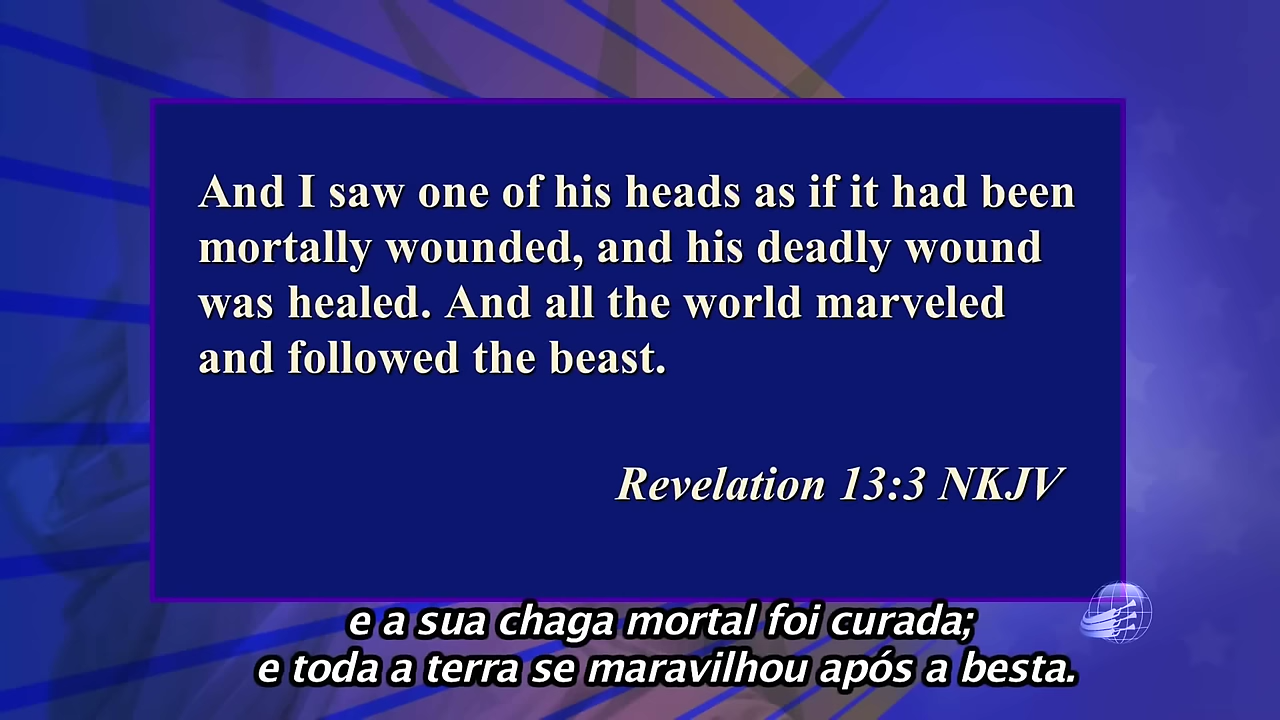 And I saw one of his heads as if it had been
mortally wounded, and his deadly wound
was healed. And all the world marveled
and followed the beast.
Revelation 13:3 NKJV
e a sua chaga mortal foi curada;
e toda a terra se maravilhou após a besta.